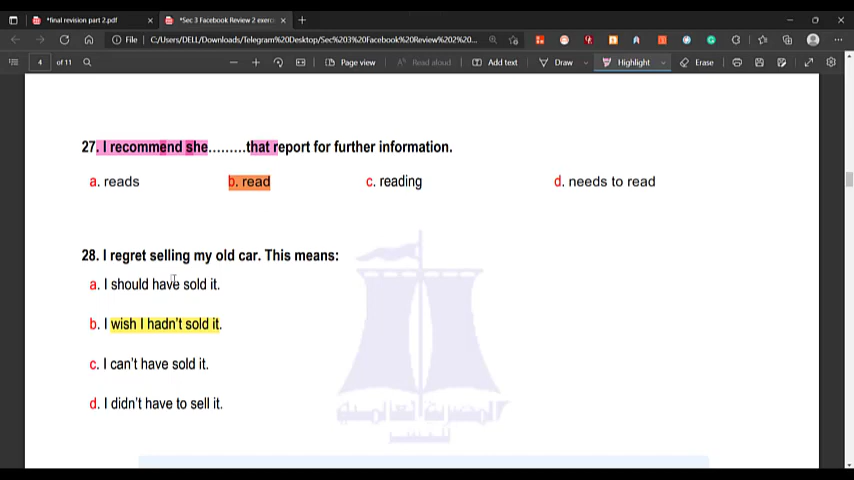 *final revision part 2.pdf
*Sec 3 Facebook Review 2 exerc
File
C:/Users/DELL/Downloads/Telegram%20Desktop/Sec%203%20Facebook%20Review%202%20...
4 of 11
Page view
Read aloud
Add text
Draw
Highlight
Erase
27. I recommend she.........that report for further information.
a. reads b. read c. reading d. needs to read
28. I regret selling my old car. This means:
a. I should have sold it.
b. I wish I hadn't sold it.
c. I can't have sold it.
d. I didn't have to sell it.
المصرية العالمية
للنشر